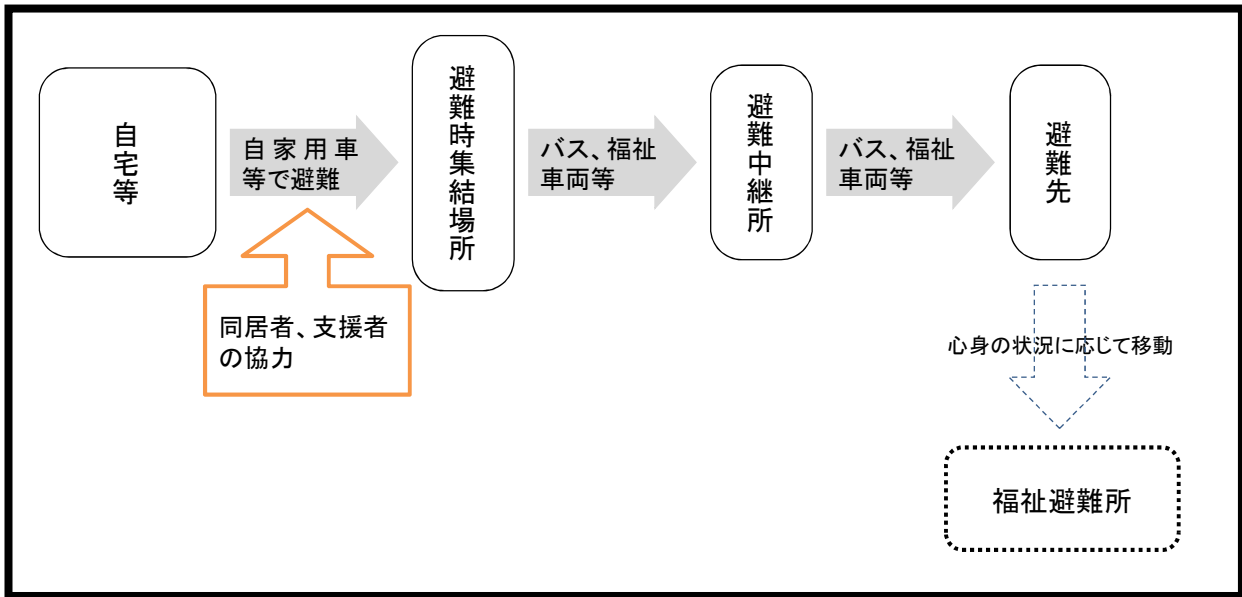 自宅等
自家用車
等で避難
避難時集結場所
バス、福祉
車両等
避難中継所
バス、福祉
車両等
避難先
同居者、支援者
の協力
心身の状況に応じて移動
福祉避難所